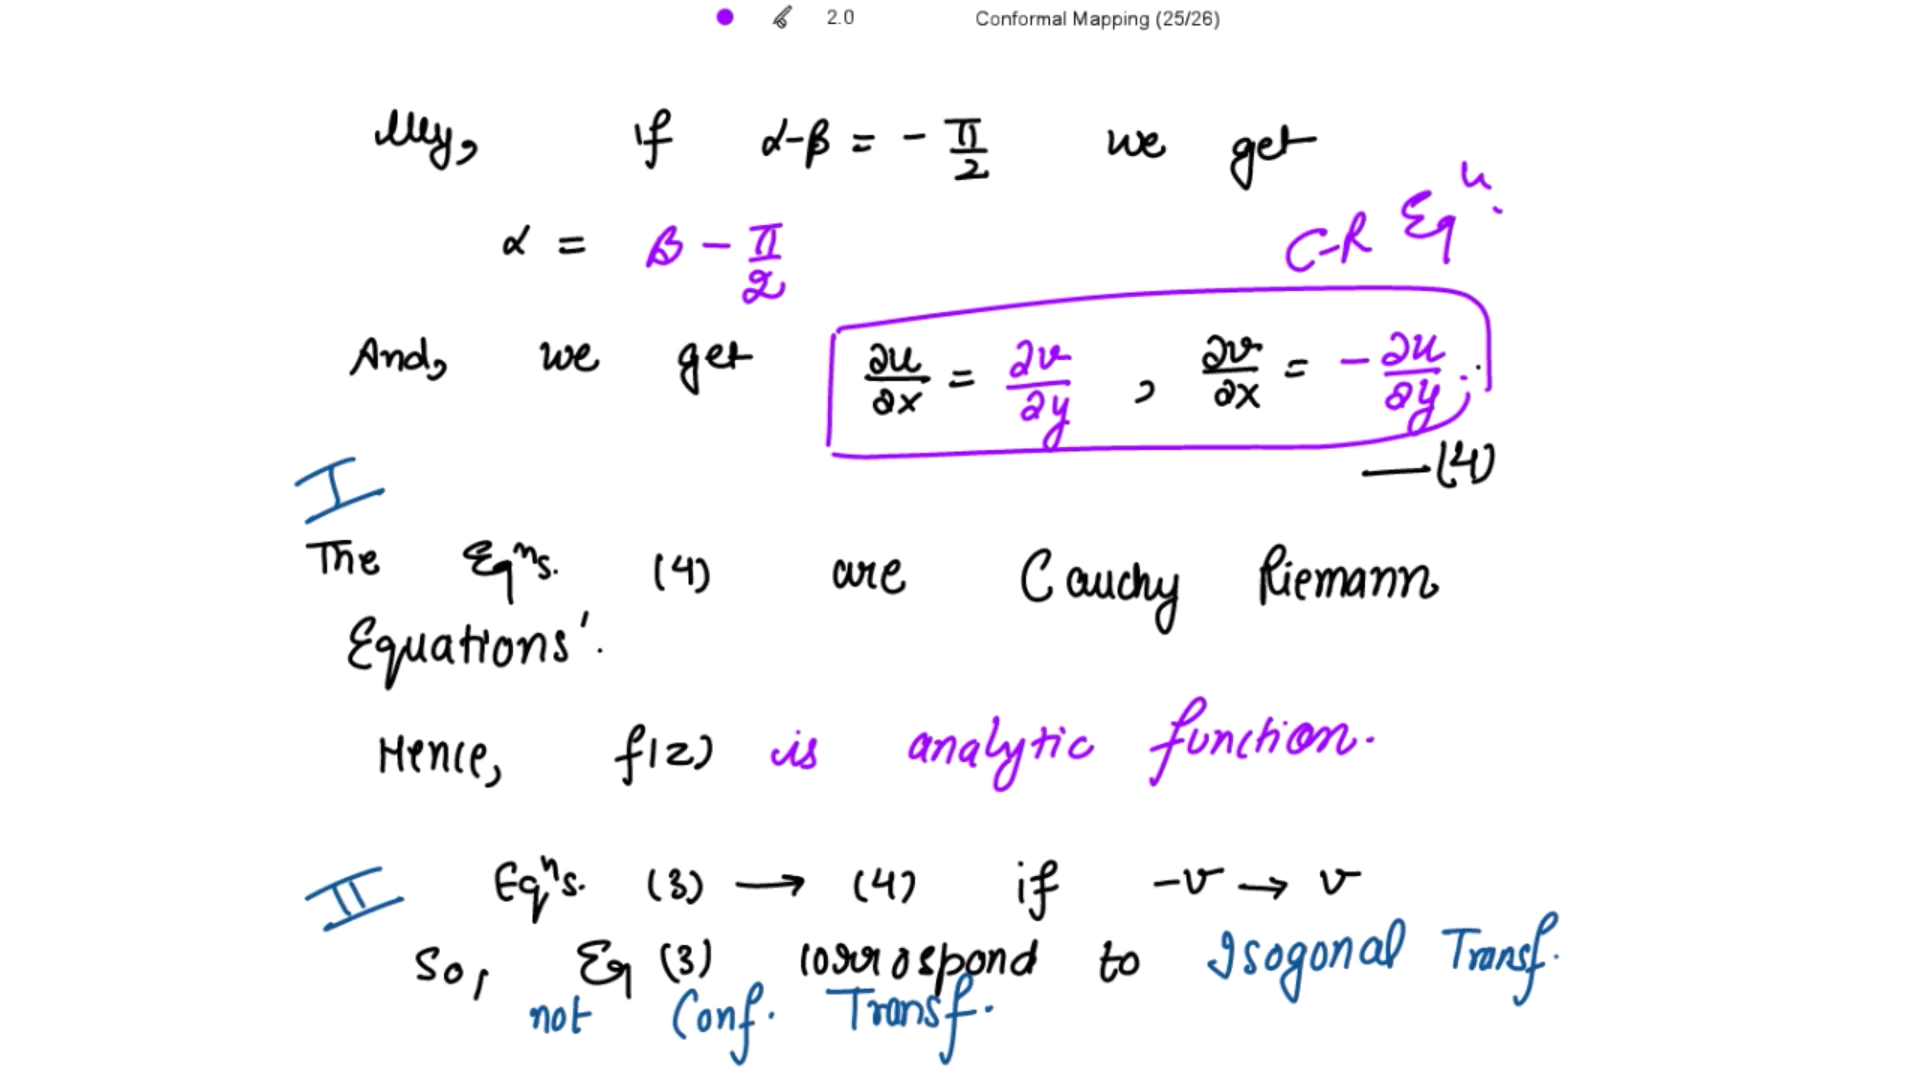 2.0 Conformal Mapping (25/26)
llly, if α-β = - π/2 we get
α = β - π/2
C-R Eqⁿ.
And, we get ∂u/∂x = ∂v/∂y , ∂v/∂x = - ∂u/∂y .
—(4)
I
The Eqⁿs. (4) are Cauchy Riemann
Equations'.
Hence, f(z) is analytic function.
II Eqⁿs. (3) → (4) if -v → v
So, Eq (3) corrospond to Isogonal Transf.
not Conf. Transf.